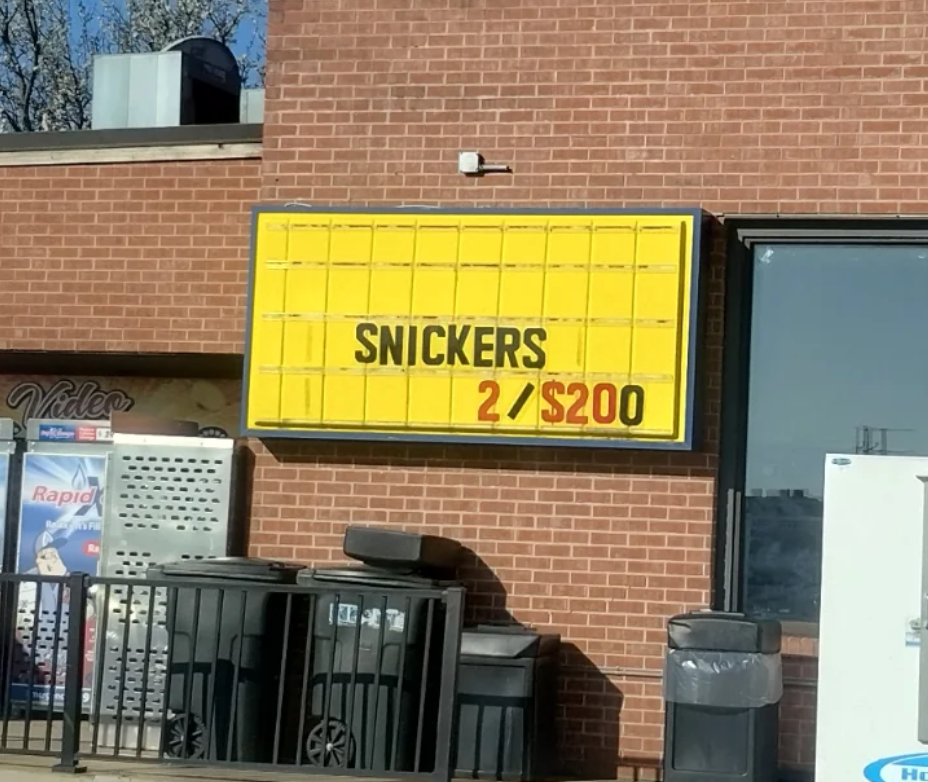 SNICKERS
2/$200
Video
Rapid